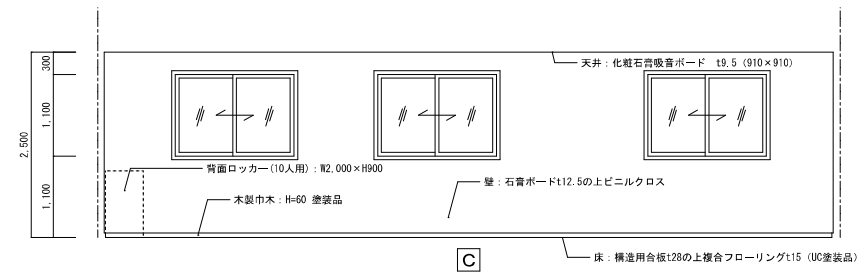 天井：化粧石膏吸音ボード　t9.5（910×910）
300
1,100
2,500
1,100
背面ロッカー（10人用）：W2,000×H900
壁：石膏ボードt12.5の上ビニルクロス
木製巾木：H=60 塗装品
床：構造用合板t28の上複合フローリングt15（UC塗装品）
C